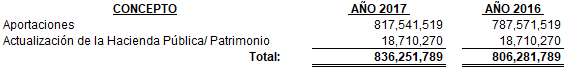 CONCEPTO AÑO 2017 AÑO 2016
Aportaciones 817,541,519 787,571,519
Actualización de la Hacienda Pública/ Patrimonio 18,710,270 18,710,270
Total: 836,251,789 806,281,789